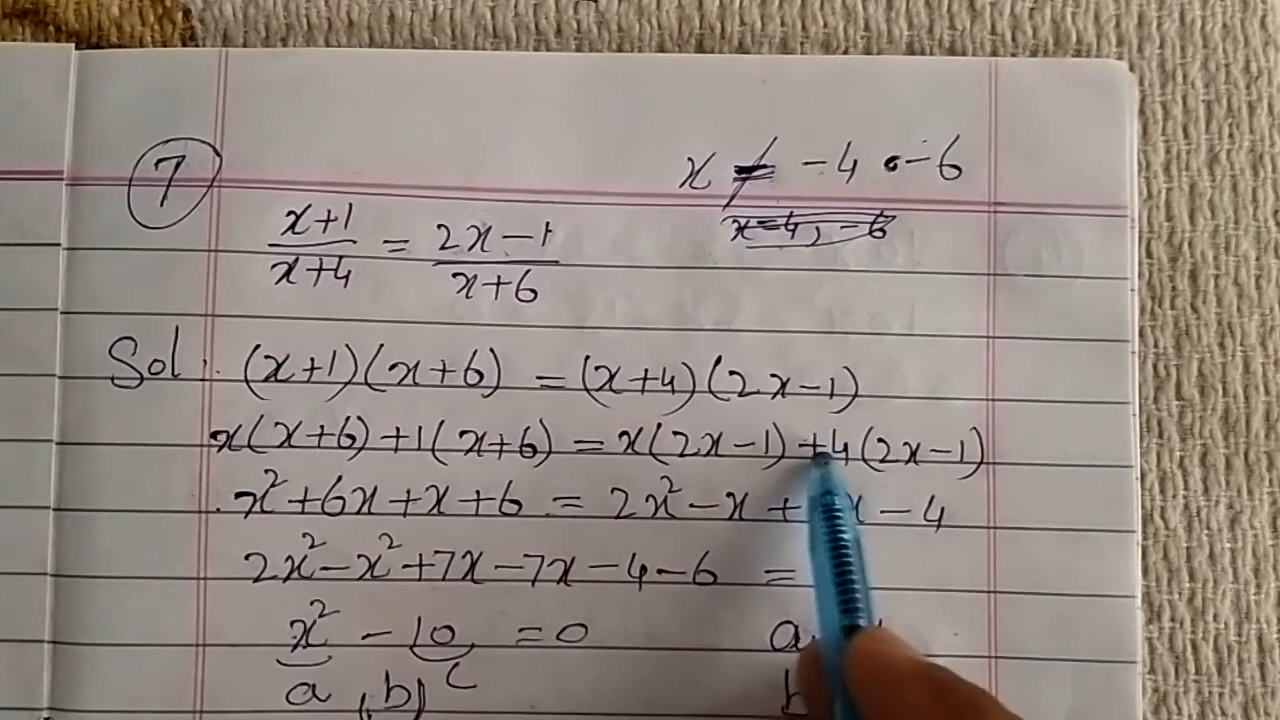 7
x ≠ -4, -6
x+1/x+4 = 2x-1/x+6
Sol: (x+1)(x+6) = (x+4)(2x-1)
x(x+6)+1(x+6) = x(2x-1)+4(2x-1)
x²+6x+x+6 = 2x²-x+ x-4
2x²-x²+7x-7x-4-6 =
x² - 10 = 0 a
a, b, c